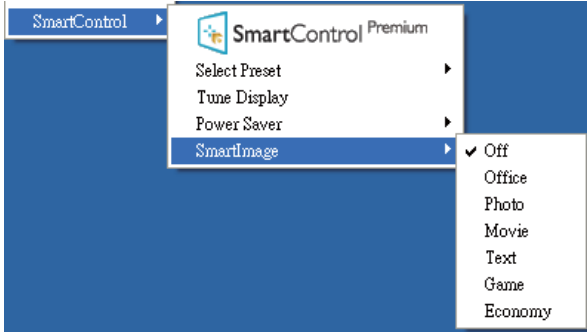 SmartControl
SmartControl Premium
Select Preset
Tune Display
Power Saver
SmartImage
Off
Office
Photo
Movie
Text
Game
Economy